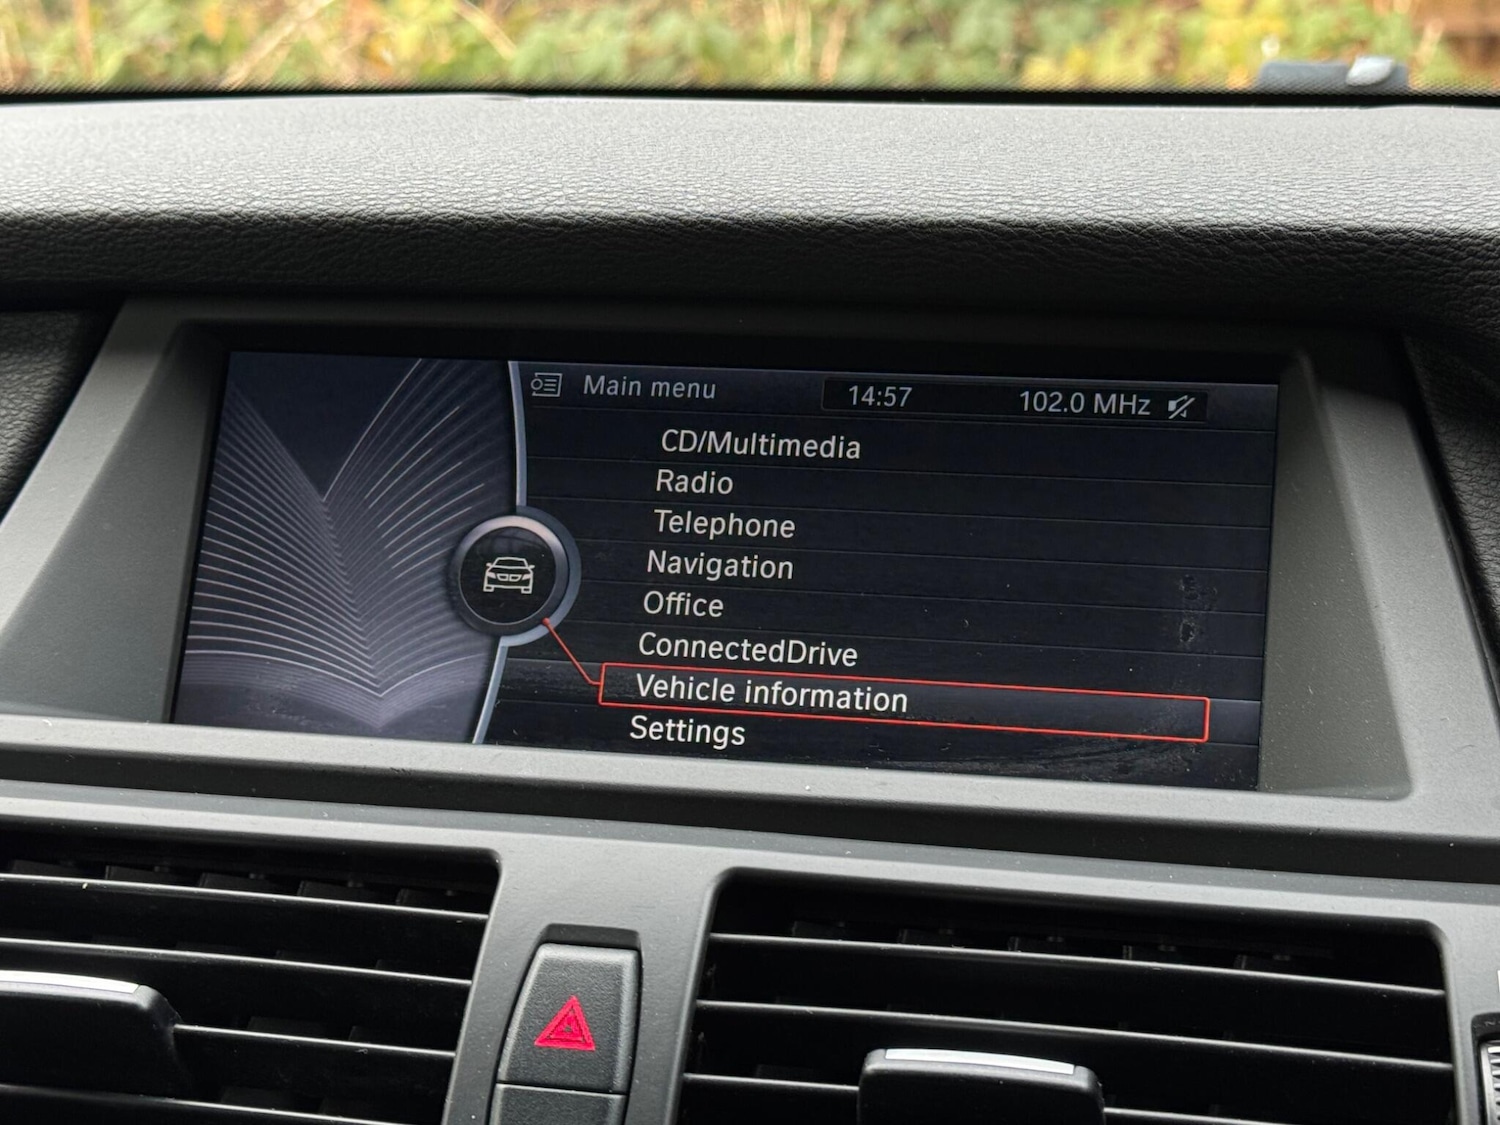 Main menu
14:57
102.0 MHz
CD/Multimedia
Radio
Telephone
Navigation
Office
ConnectedDrive
Vehicle information
Settings